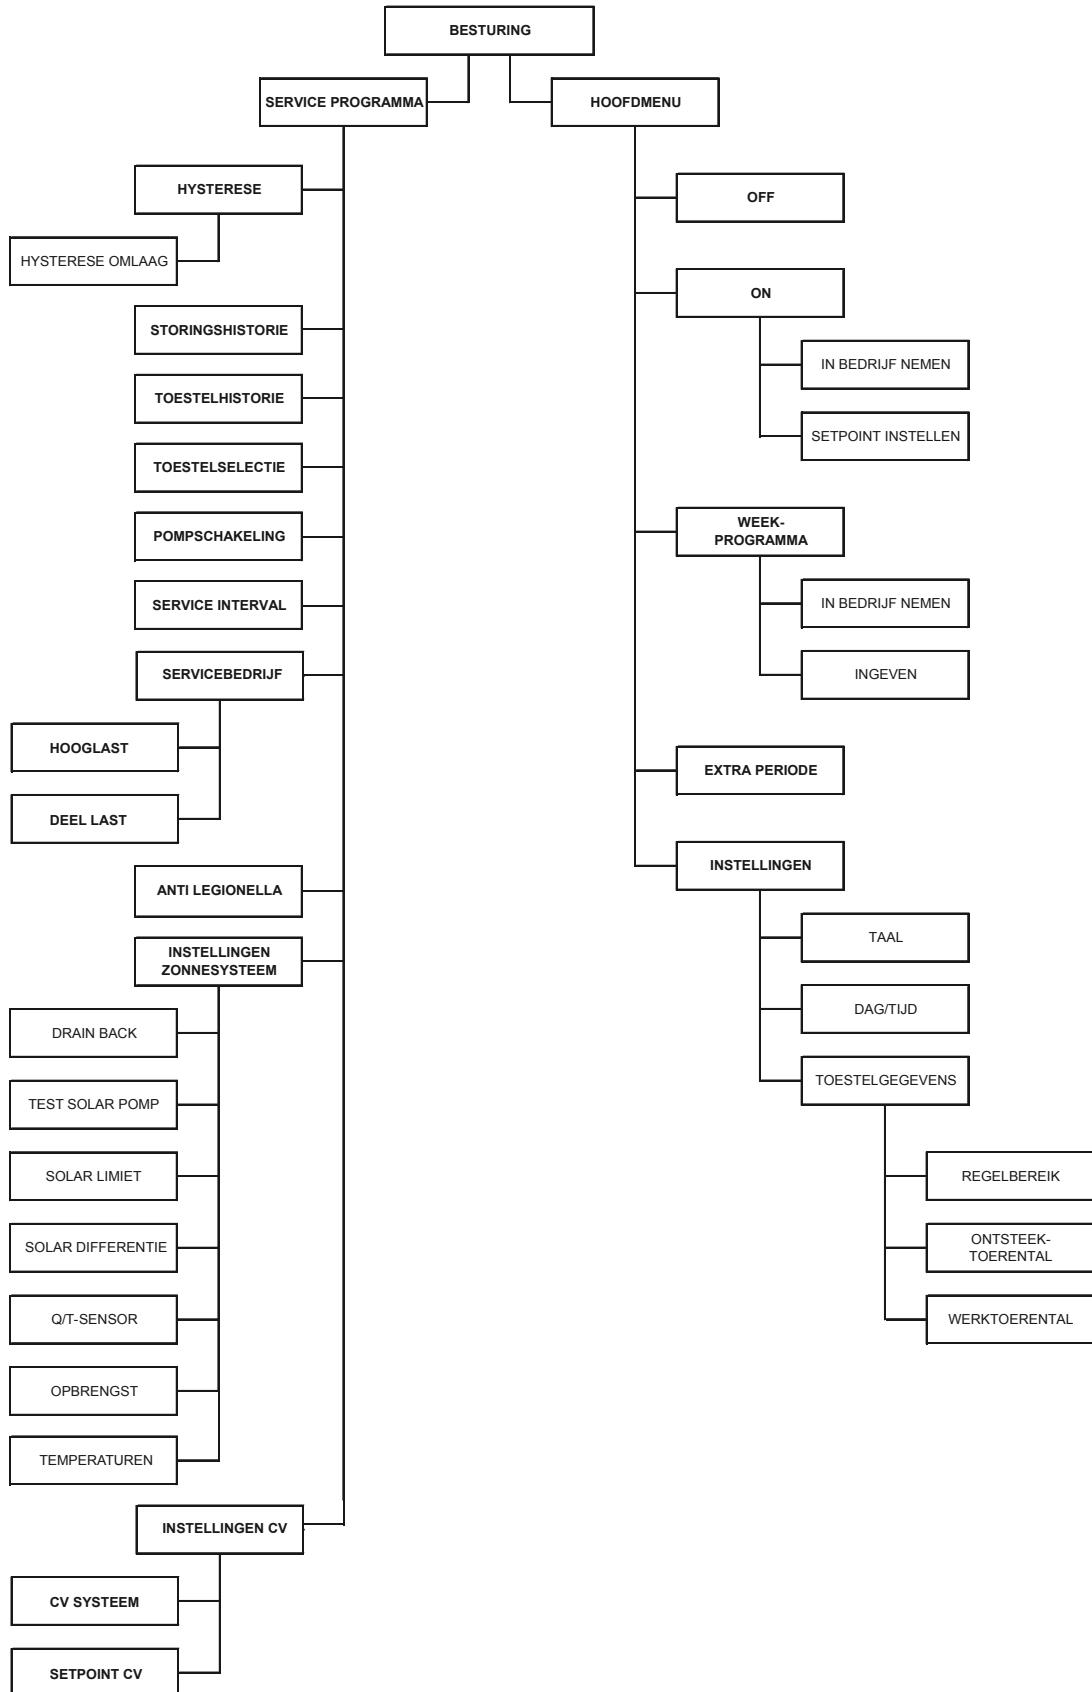 BESTURING
SERVICE PROGRAMMA
HOOFDMENU
HYSTERESE
HYSTERESE OMLAAG
STORINGSHISTORIE
TOESTELHISTORIE
TOESTELSELECTIE
POMPSCHAKELING
SERVICE INTERVAL
SERVICEBEDRIJF
HOOGLAST
DEEL LAST
ANTI LEGIONELLA
INSTELLINGEN
ZONNESYSTEEM
DRAIN BACK
TEST SOLAR POMP
SOLAR LIMIET
SOLAR DIFFERENTIE
Q/T-SENSOR
OPBRENGST
TEMPERATUREN
INSTELLINGEN CV
CV SYSTEEM
SETPOINT CV
OFF
ON
IN BEDRIJF NEMEN
SETPOINT INSTELLEN
WEEK-
PROGRAMMA
IN BEDRIJF NEMEN
INGEVEN
EXTRA PERIODE
INSTELLINGEN
TAAL
DAG/TIJD
TOESTELGEGEVENS
REGELBEREIK
ONTSTEEK-
TOERENTAL
WERKTOERENTAL